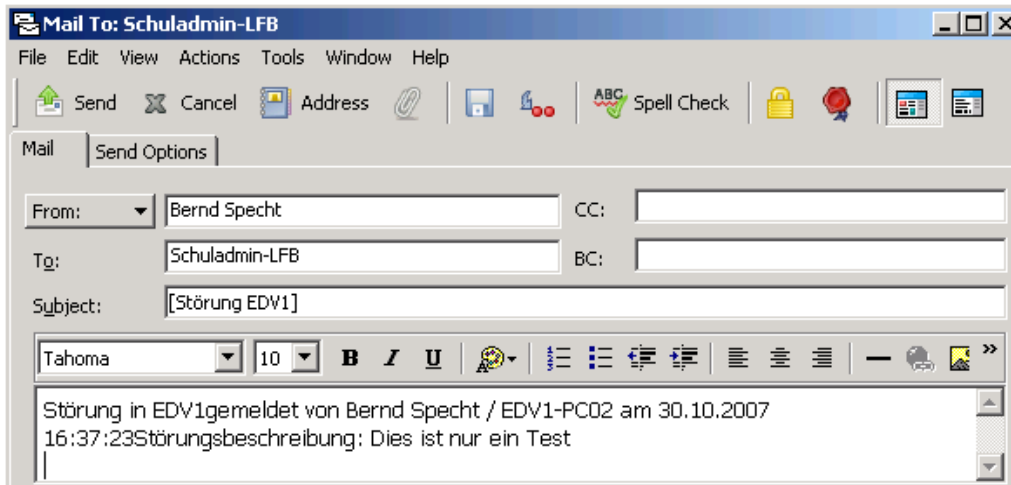 Mail To: Schuladmin-LFB
File Edit View Actions Tools Window Help
Send Cancel Address ABC Spell Check
Mail Send Options
From: Bernd Specht CC:
To: Schuladmin-LFB BC:
Subject: [Störung EDV1]
Tahoma 10 B I U
Störung in EDV1gemeldet von Bernd Specht / EDV1-PC02 am 30.10.2007
16:37:23Störungsbeschreibung: Dies ist nur ein Test